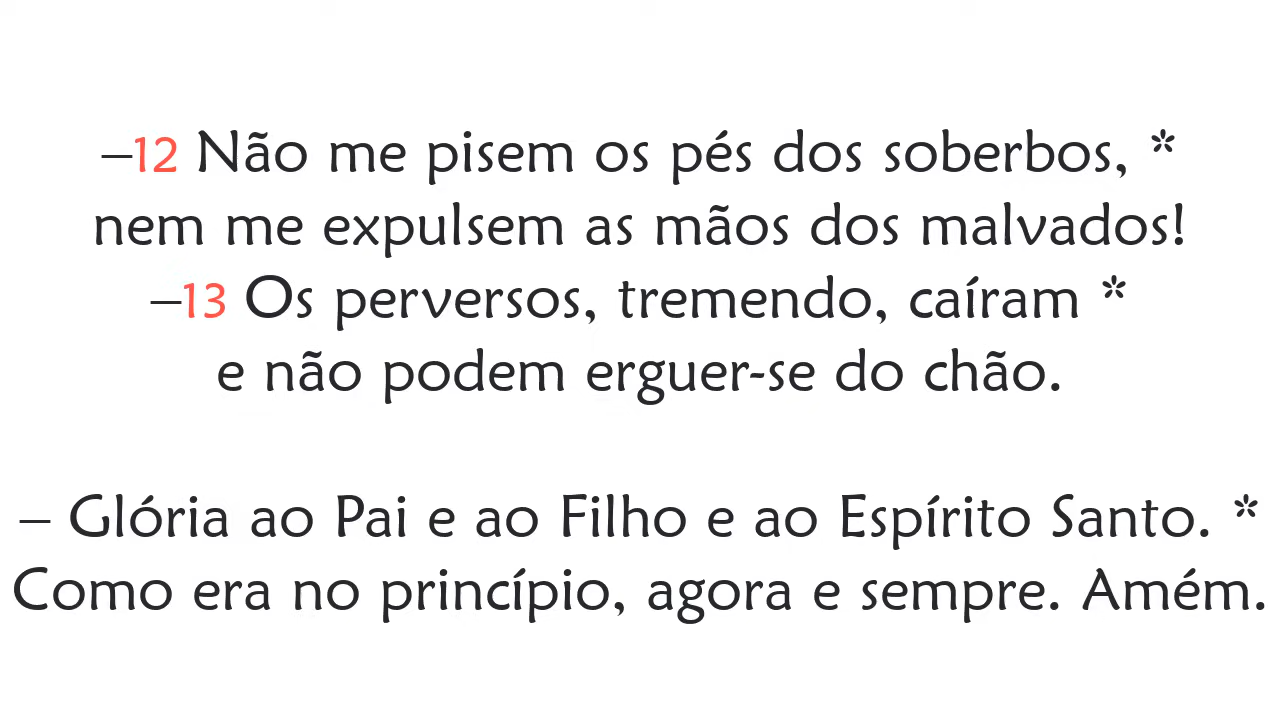 –12 Não me pisem os pés dos soberbos, *
nem me expulsem as mãos dos malvados!
–13 Os perversos, tremendo, caíram *
e não podem erguer-se do chão.
– Glória ao Pai e ao Filho e ao Espírito Santo. *
Como era no princípio, agora e sempre. Amém.